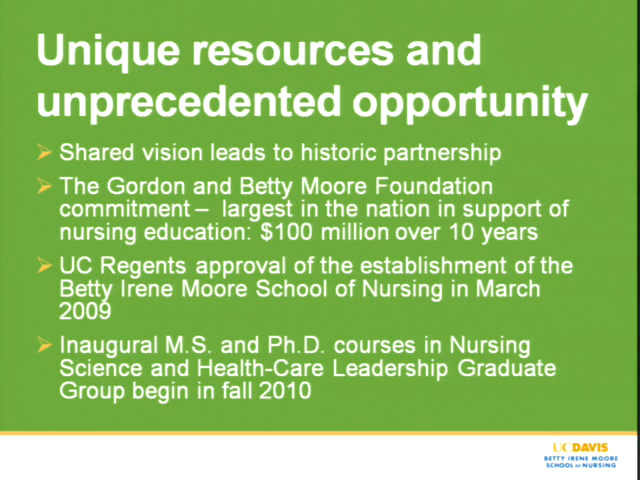 Unique resources and
unprecedented opportunity
Shared vision leads to historic partnership
The Gordon and Betty Moore Foundation
commitment – largest in the nation in support of
nursing education: $100 million over 10 years
UC Regents approval of the establishment of the
Betty Irene Moore School of Nursing in March
2009
Inaugural M.S. and Ph.D. courses in Nursing
Science and Health-Care Leadership Graduate
Group begin in fall 2010
UCDAVIS
BETTY IRENE MOORE
SCHOOL OF NURSING